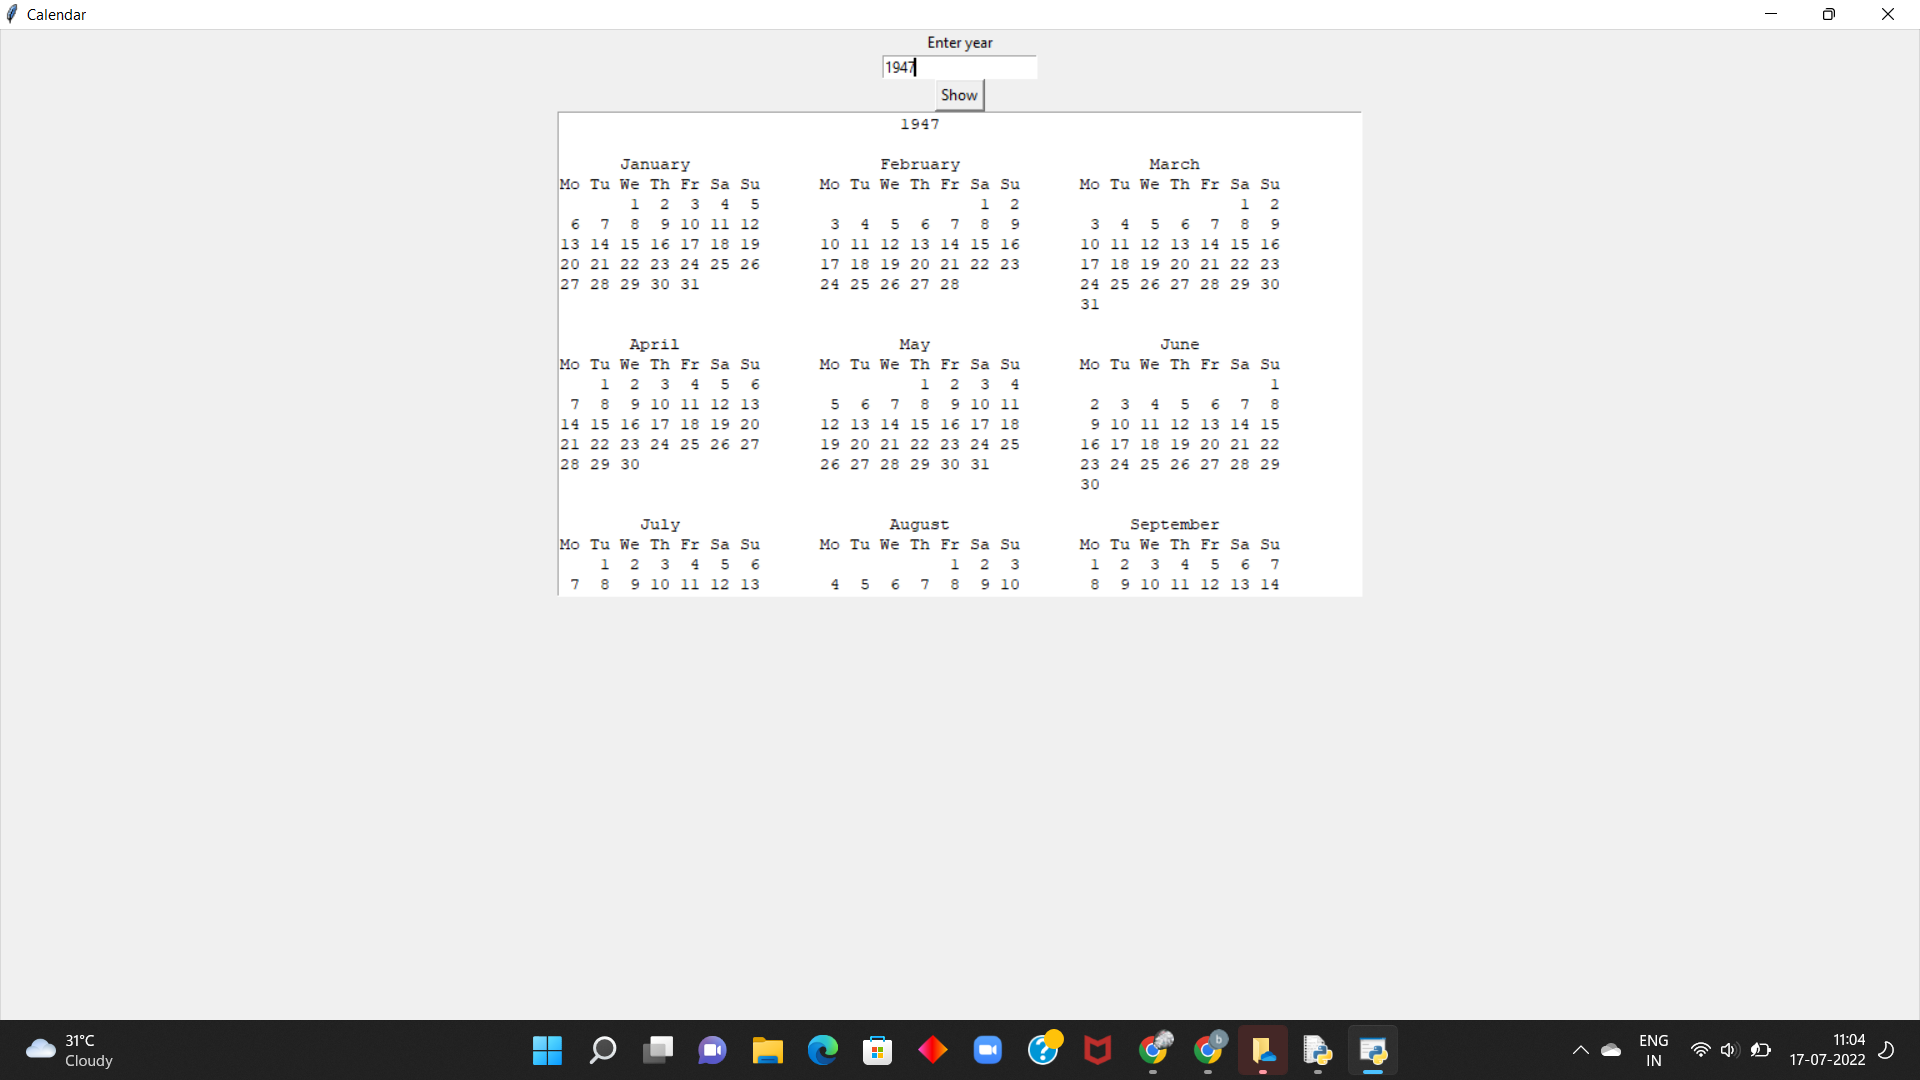 Calendar
Enter year
1947
Show
1947
January February March
Mo Tu We Th Fr Sa Su Mo Tu We Th Fr Sa Su Mo Tu We Th Fr Sa Su
1 2 3 4 5 1 2 1 2
6 7 8 9 10 11 12 3 4 5 6 7 8 9 3 4 5 6 7 8 9
13 14 15 16 17 18 19 10 11 12 13 14 15 16 10 11 12 13 14 15 16
20 21 22 23 24 25 26 17 18 19 20 21 22 23 17 18 19 20 21 22 23
27 28 29 30 31 24 25 26 27 28 24 25 26 27 28 29 30
31
April May June
Mo Tu We Th Fr Sa Su Mo Tu We Th Fr Sa Su Mo Tu We Th Fr Sa Su
1 2 3 4 5 6 1 2 3 4 1
7 8 9 10 11 12 13 5 6 7 8 9 10 11 2 3 4 5 6 7 8
14 15 16 17 18 19 20 12 13 14 15 16 17 18 9 10 11 12 13 14 15
21 22 23 24 25 26 27 19 20 21 22 23 24 25 16 17 18 19 20 21 22
28 29 30 26 27 28 29 30 31 23 24 25 26 27 28 29
30
July August September
Mo Tu We Th Fr Sa Su Mo Tu We Th Fr Sa Su Mo Tu We Th Fr Sa Su
1 2 3 4 5 6 1 2 3 1 2 3 4 5 6 7
7 8 9 10 11 12 13 4 5 6 7 8 9 10 8 9 10 11 12 13 14
31°C
Cloudy
b
ENG
IN
11:04
17-07-2022